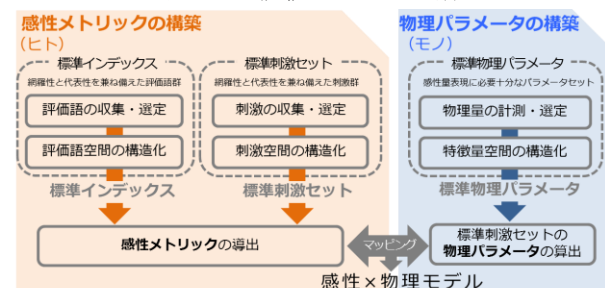 感性メトリックの構築
(ヒト)
標準インデックス
網羅性と代表性を兼ね備えた評価語群
評価語の収集・選定
評価語空間の構造化
標準インデックス
標準刺激セット
網羅性と代表性を兼ね備えた刺激群
刺激の収集・選定
刺激空間の構造化
標準刺激セット
感性メトリックの導出
物理パラメータの構築
(モノ)
標準物理パラメータ
感性量表現に必要十分なパラメータセット
物理量の計測・選定
特徴量空間の構造化
標準物理パラメータ
標準刺激セットの
物理パラメータの算出
マッピング
感性×物理モデル